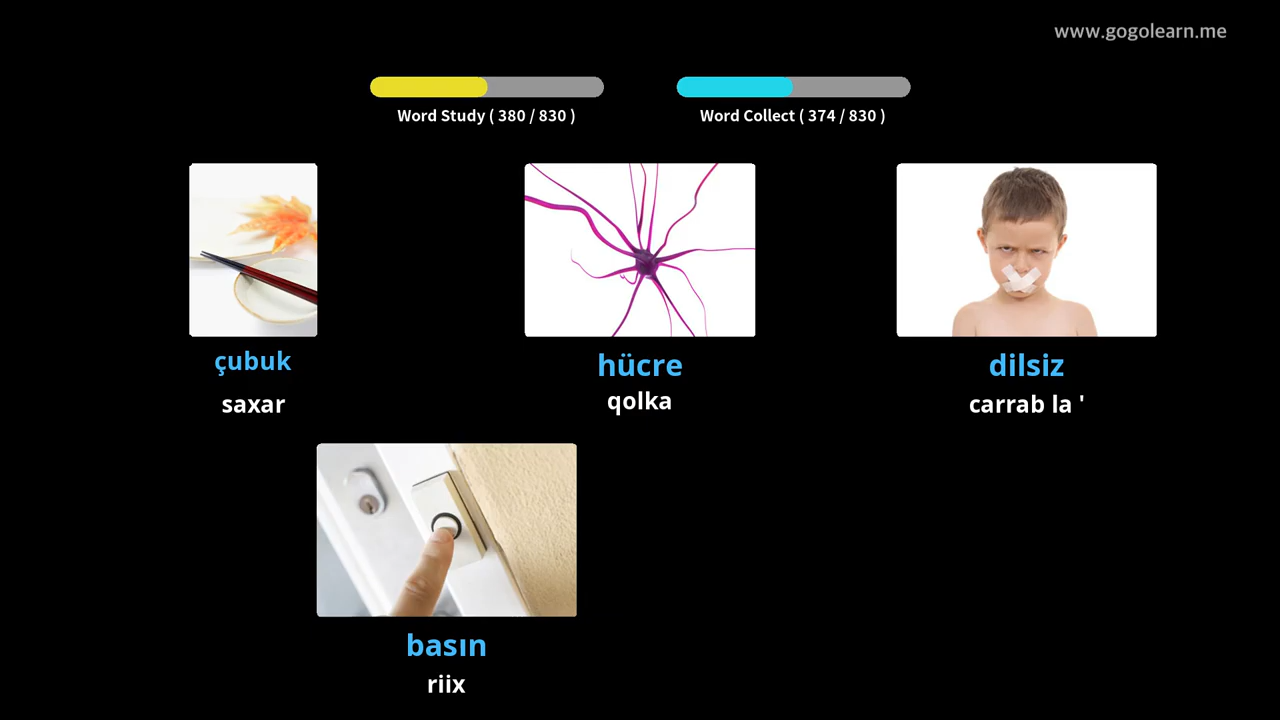 www.gogolearn.me
Word Study ( 380 / 830 )
Word Collect ( 374 / 830 )
çubuk
saxar
hücre
qolka
dilsiz
carrab la '
basın
riix